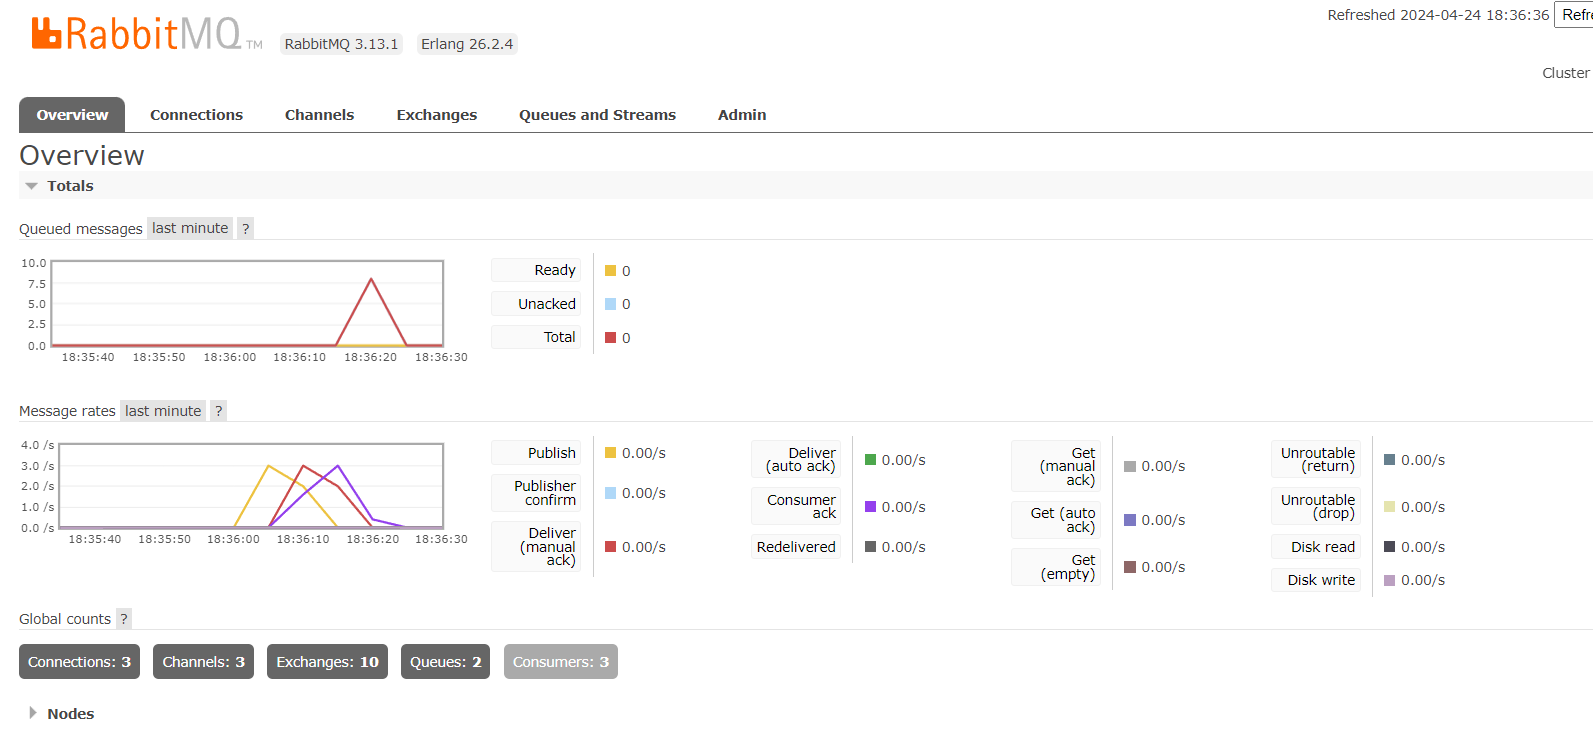 Refreshed 2024-04-24 18:36:36 Refre
RabbitMQ TM RabbitMQ 3.13.1 Erlang 26.2.4
Cluster
Overview Connections Channels Exchanges Queues and Streams Admin
Overview
Totals
Queued messages last minute ?
10.0
7.5
5.0
2.5
0.0
18:35:40 18:35:50 18:36:00 18:36:10 18:36:20 18:36:30
Ready 0
Unacked 0
Total 0
Message rates last minute ?
4.0 /s
3.0 /s
2.0 /s
1.0 /s
0.0 /s
18:35:40 18:35:50 18:36:00 18:36:10 18:36:20 18:36:30
Publish 0.00/s
Publisher
confirm 0.00/s
Deliver
(manual
ack) 0.00/s
Deliver
(auto ack) 0.00/s
Consumer
ack 0.00/s
Redelivered 0.00/s
Get
(manual
ack) 0.00/s
Get (auto
ack) 0.00/s
Get
(empty) 0.00/s
Unroutable
(return) 0.00/s
Unroutable
(drop) 0.00/s
Disk read 0.00/s
Disk write 0.00/s
Global counts ?
Connections: 3 Channels: 3 Exchanges: 10 Queues: 2 Consumers: 3
Nodes